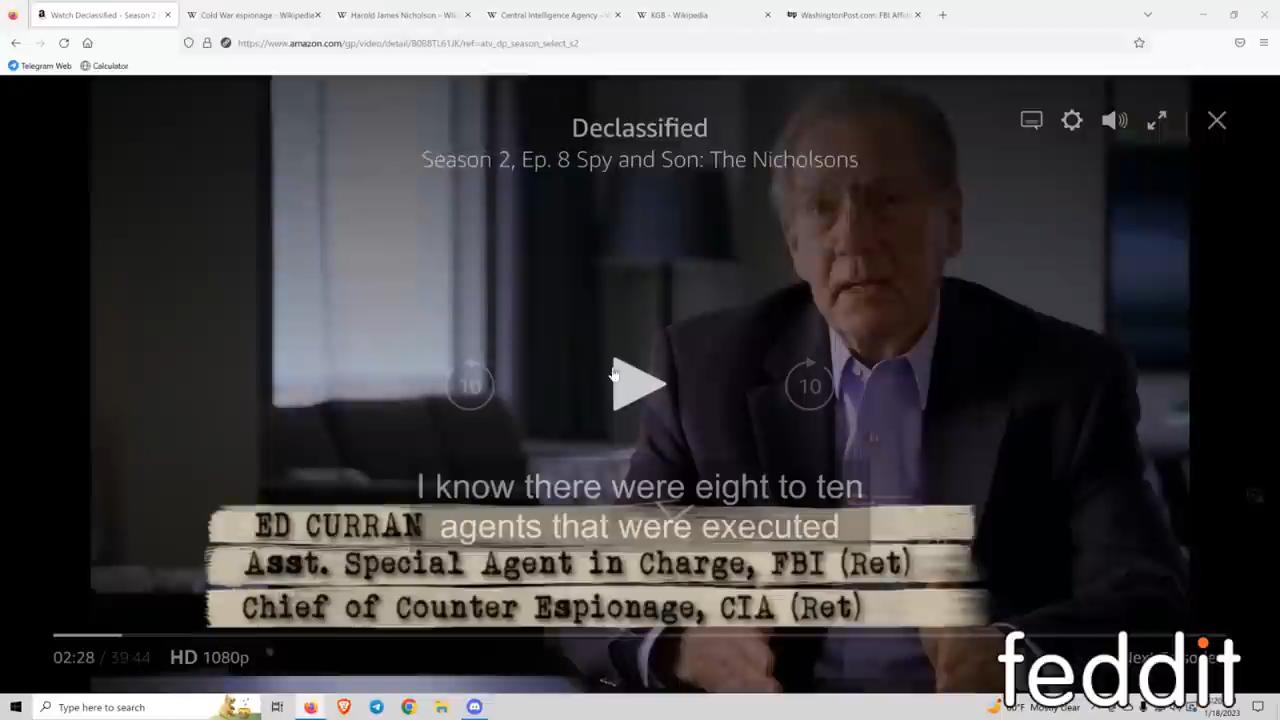 Watch Declassified - Season 2
Cold War espionage - Wikipedia
Harold James Nicholson - Wiki
Central Intelligence Agency -
KGB - Wikipedia
WashingtonPost.com: FBI Affid
https://www.amazon.com/gp/video/detail/B0B8TL61JK/ref=atv_dp_season_select_s2
Telegram Web
Calculator
Declassified
Season 2, Ep. 8 Spy and Son: The Nicholsons
10
10
I know there were eight to ten
agents that were executed
ED CURRAN
Asst. Special Agent in Charge, FBI (Ret)
Chief of Counter Espionage, CIA (Ret)
02:28 / 39:44
HD 1080p
feddit
Type here to search
Mostly Clear
1/18/2023